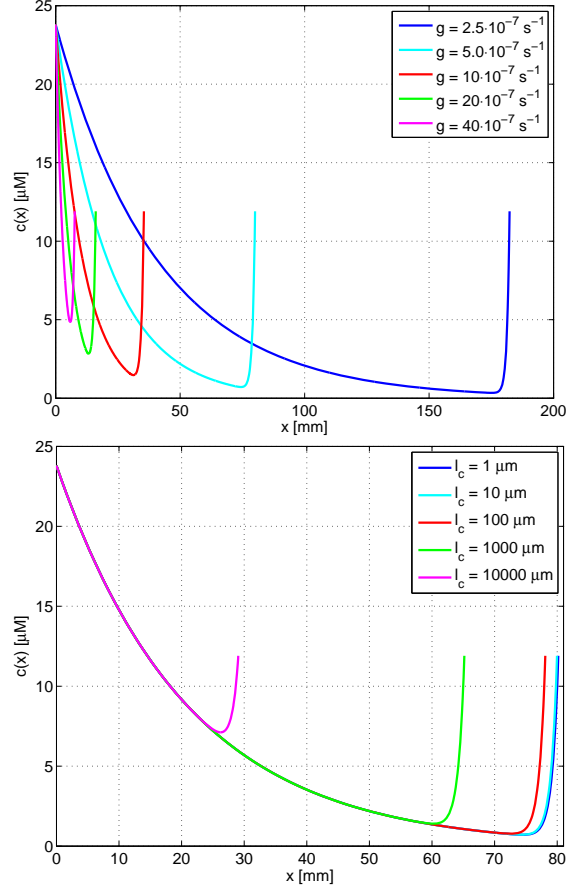 25
20
15
10
5
0
c(x) [μM]
0 50 100 150 200
x [mm]
g = 2.5·10⁻⁷ s⁻¹
g = 5.0·10⁻⁷ s⁻¹
g = 10·10⁻⁷ s⁻¹
g = 20·10⁻⁷ s⁻¹
g = 40·10⁻⁷ s⁻¹
25
20
15
10
5
0
c(x) [μM]
0 10 20 30 40 50 60 70 80
x [mm]
l_c = 1 μm
l_c = 10 μm
l_c = 100 μm
l_c = 1000 μm
l_c = 10000 μm